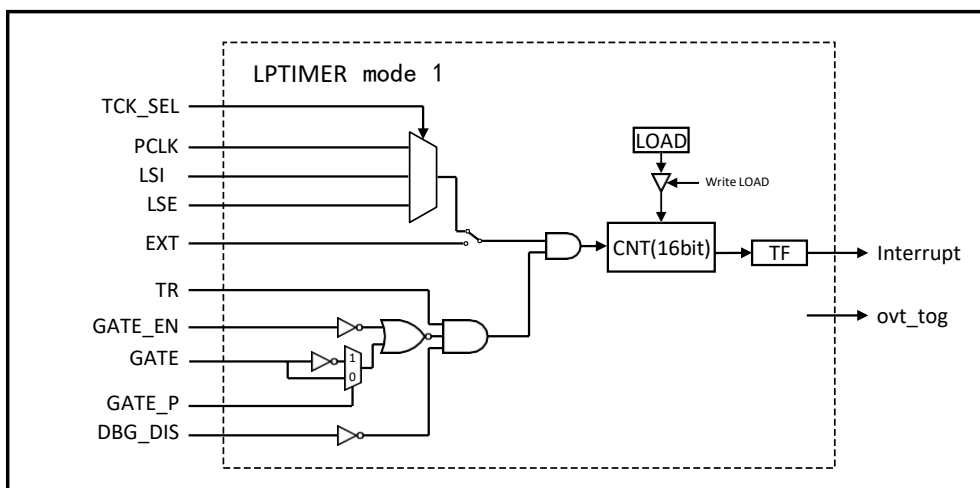 LPTIMER mode 1
TCK_SEL
PCLK
LSI
LSE
EXT
TR
GATE_EN
GATE
GATE_P
DBG_DIS
1
0
LOAD
Write LOAD
CNT(16bit)
TF
Interrupt
ovt_tog